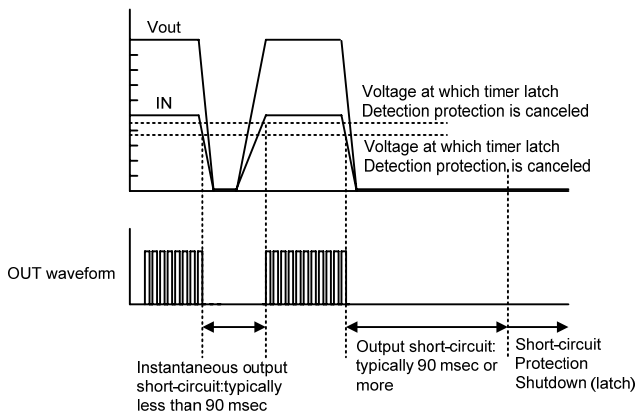 Vout
IN
Voltage at which timer latch
Detection protection is canceled
Voltage at which timer latch
Detection protection is canceled
OUT waveform
Instantaneous output
short-circuit:typically
less than 90 msec
Output short-circuit:
typically 90 msec or
more
Short-circuit
Protection
Shutdown (latch)